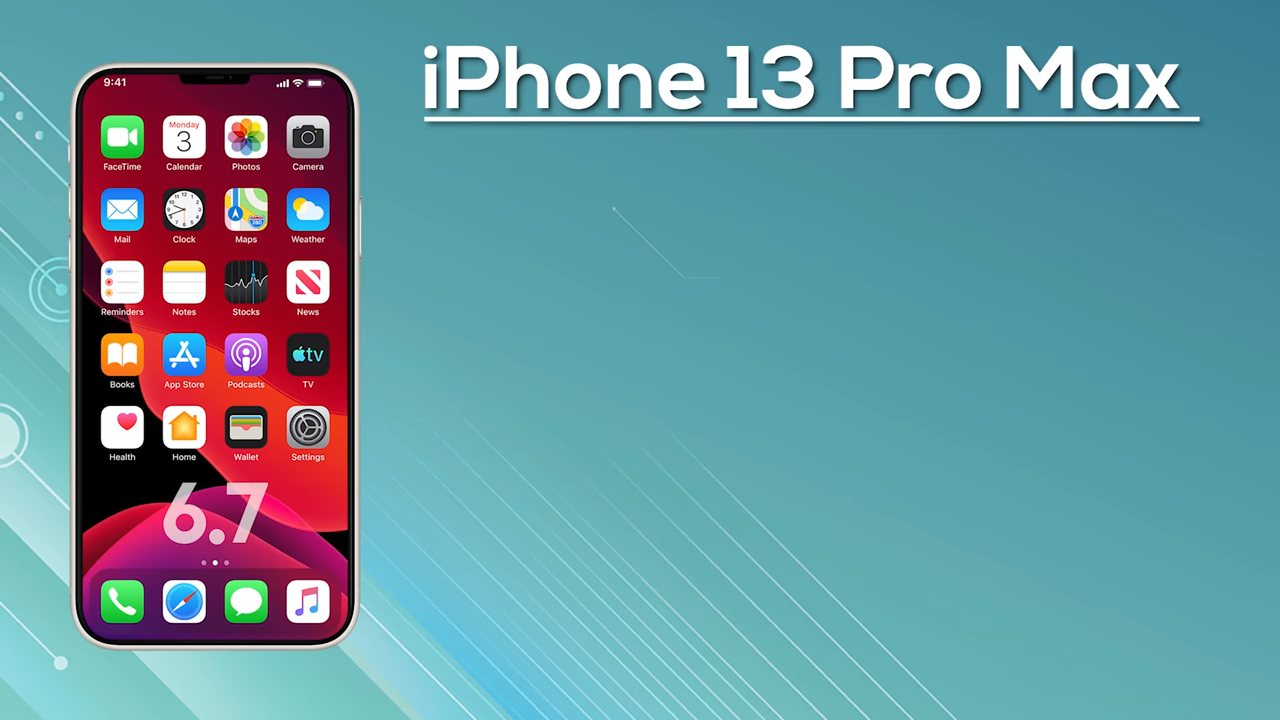 iPhone 13 Pro Max
9:41
Monday
3
FaceTime Calendar Photos Camera
Mail Clock Maps Weather
280
Reminders Notes Stocks News
tv
Books App Store Podcasts TV
Health Home Wallet Settings
6.7